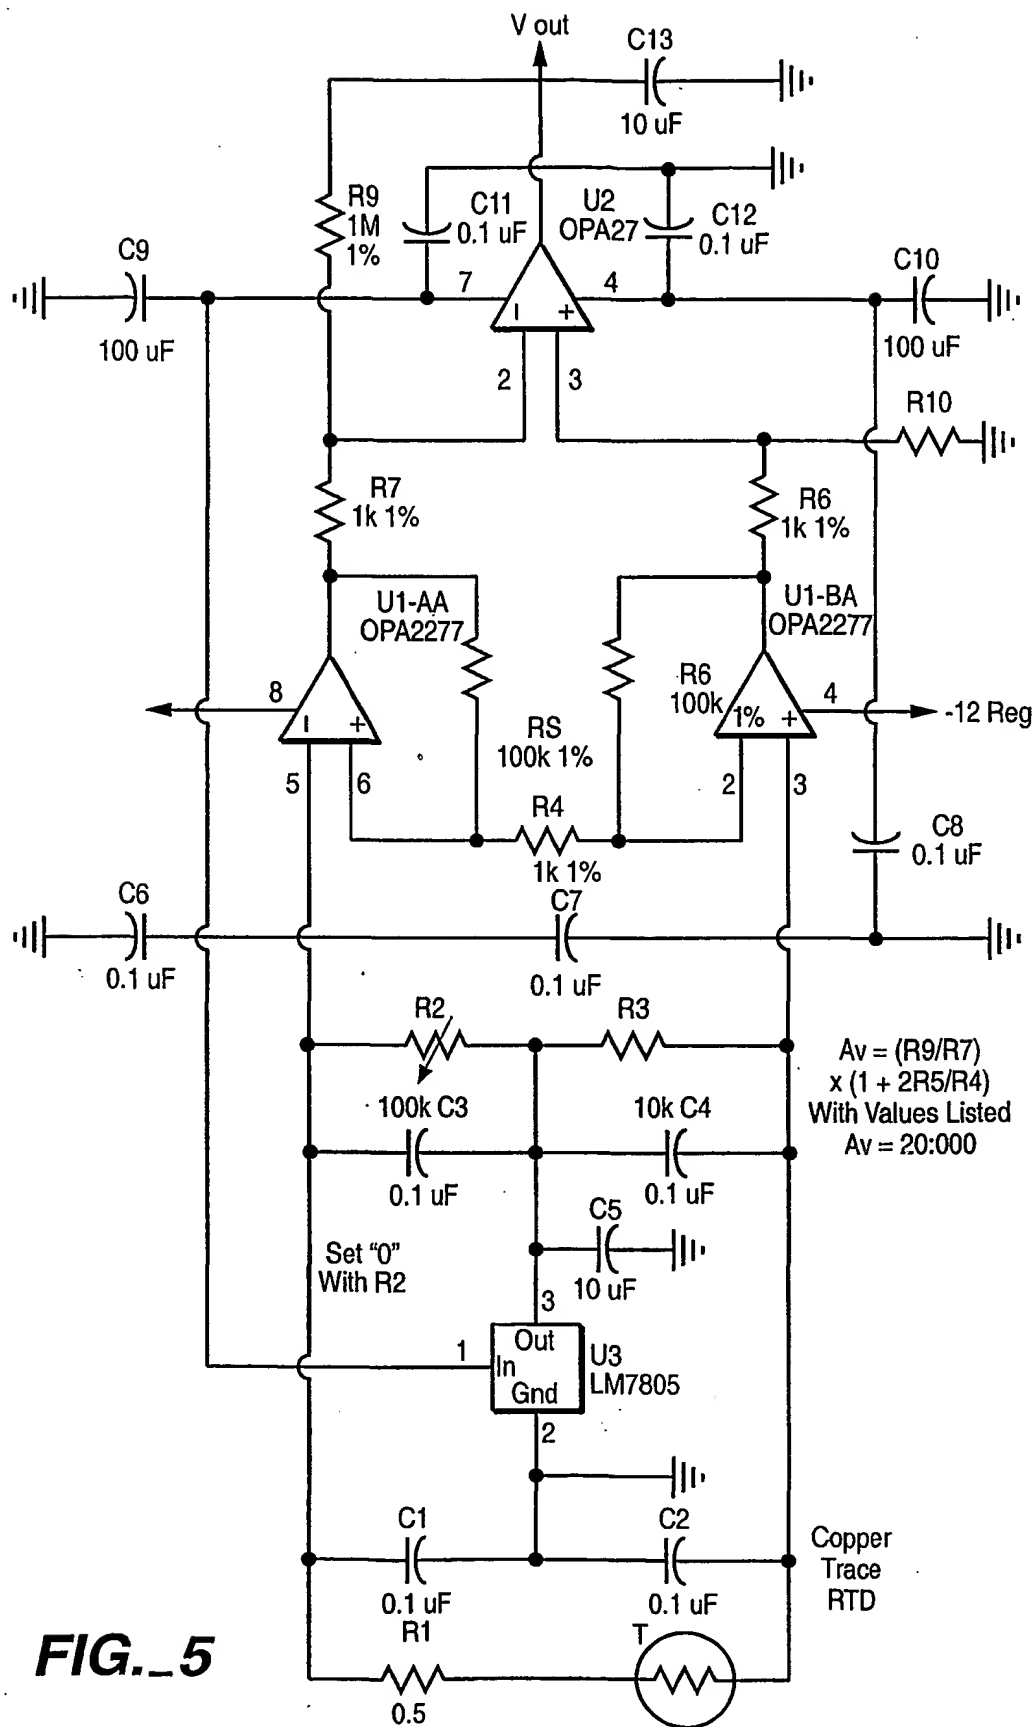 V out
C13
10 uF
R9
1M
1%
C11
0.1 uF
U2
OPA27
C12
0.1 uF
C9
100 uF
7
4
C10
100 uF
2
3
R10
R7
1k 1%
R6
1k 1%
U1-AA
OPA2277
U1-BA
OPA2277
8
R6
100k
1%
4
-12 Reg
RS
100k 1%
5
6
2
3
R4
1k 1%
C8
0.1 uF
C6
0.1 uF
C7
0.1 uF
R2
R3
Av = (R9/R7)
x (1 + 2R5/R4)
With Values Listed
Av = 20:000
100k C3
10k C4
0.1 uF
0.1 uF
Set "0"
With R2
C5
10 uF
3
Out
1
In
Gnd
U3
LM7805
2
C1
0.1 uF
C2
0.1 uF
Copper
Trace
RTD
R1
0.5
T
FIG._5